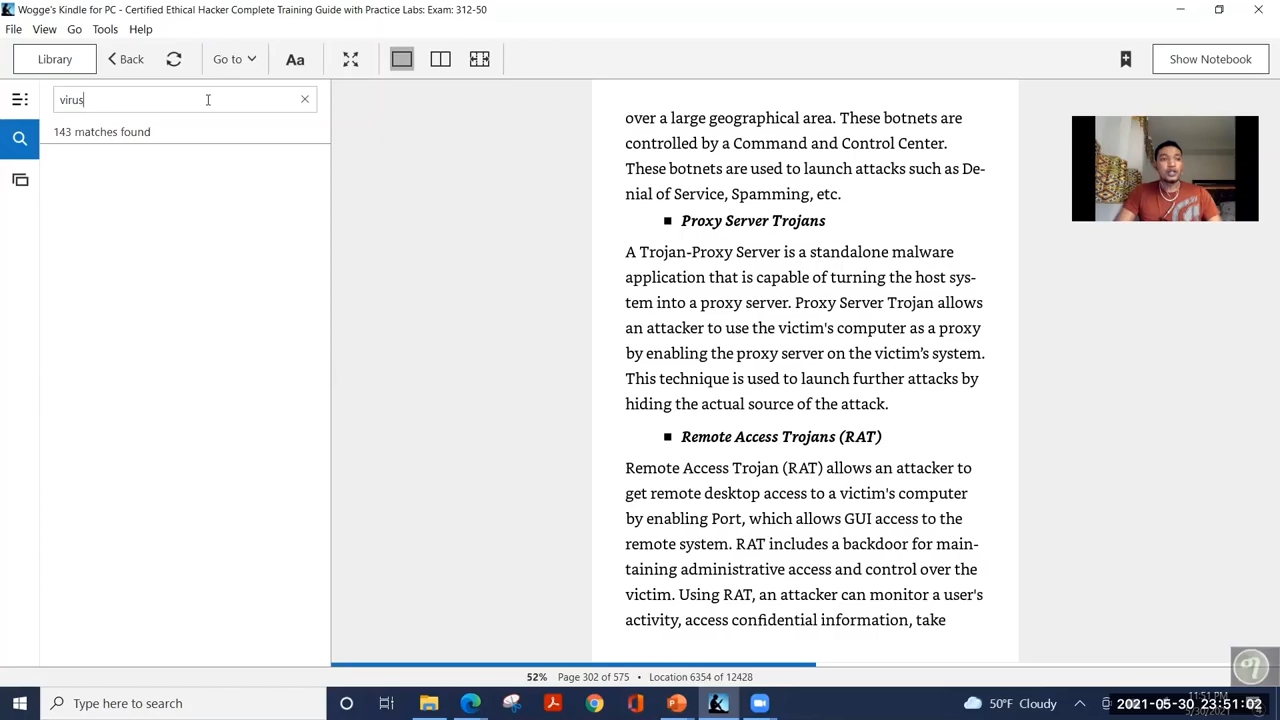 Wogge's Kindle for PC - Certified Ethical Hacker Complete Training Guide with Practice Labs: Exam: 312-50
File View Go Tools Help
Library Back Go to Aa Show Notebook
virus
143 matches found
over a large geographical area. These botnets are
controlled by a Command and Control Center.
These botnets are used to launch attacks such as De-
nial of Service, Spamming, etc.
■ Proxy Server Trojans
A Trojan-Proxy Server is a standalone malware
application that is capable of turning the host sys-
tem into a proxy server. Proxy Server Trojan allows
an attacker to use the victim's computer as a proxy
by enabling the proxy server on the victim’s system.
This technique is used to launch further attacks by
hiding the actual source of the attack.
■ Remote Access Trojans (RAT)
Remote Access Trojan (RAT) allows an attacker to
get remote desktop access to a victim's computer
by enabling Port, which allows GUI access to the
remote system. RAT includes a backdoor for main-
taining administrative access and control over the
victim. Using RAT, an attacker can monitor a user's
activity, access confidential information, take
52% Page 302 of 575 • Location 6354 of 12428
Type here to search
50°F Cloudy
11:51 PM
2021-05-30 23:51:02